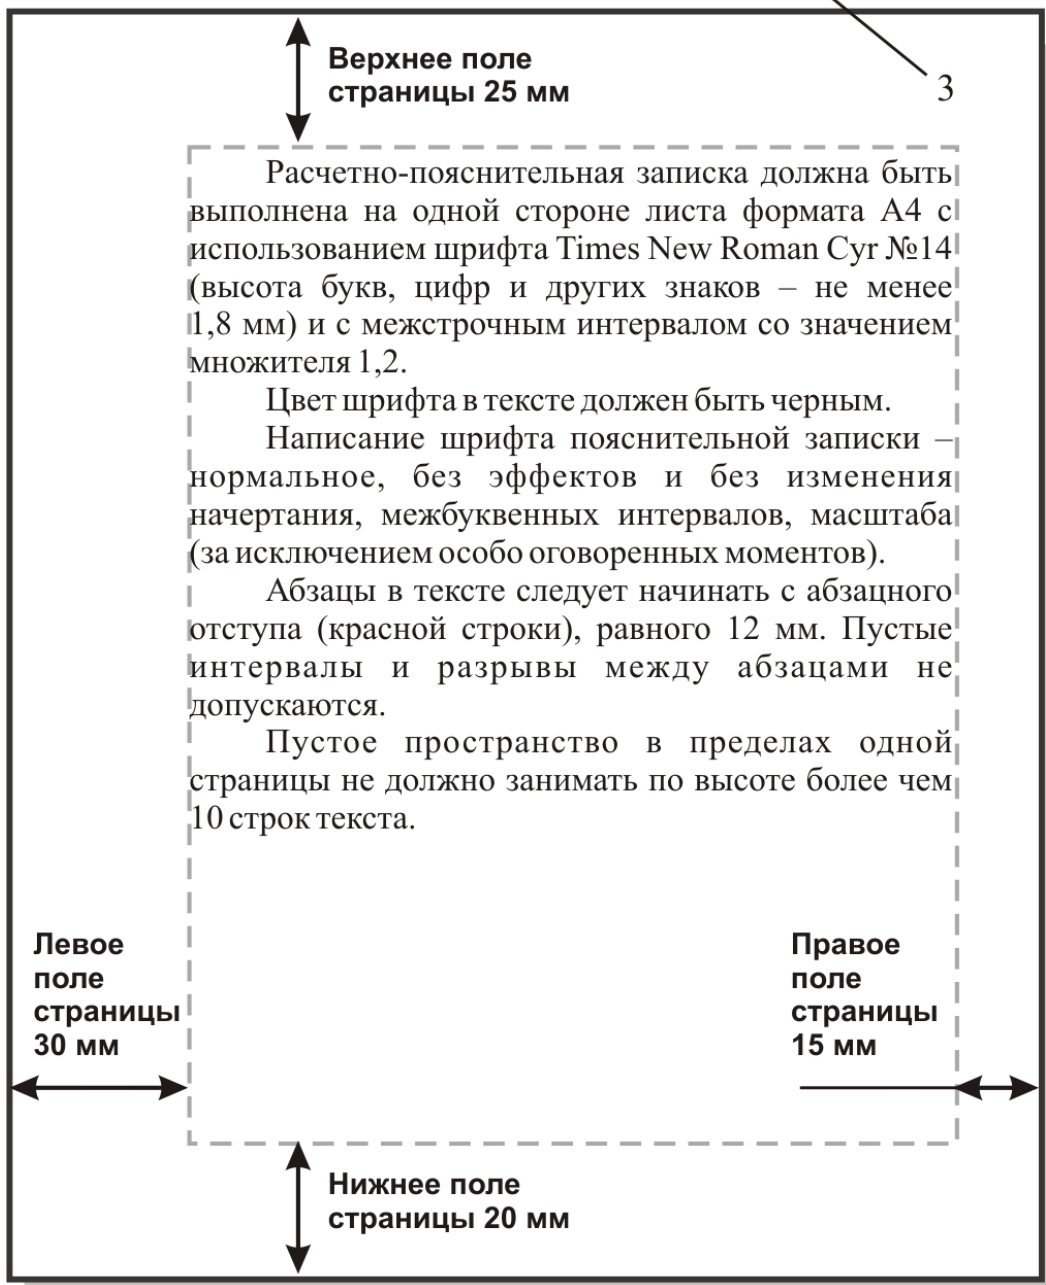 Верхнее поле
страницы 25 мм
3
Расчетно-пояснительная записка должна быть
выполнена на одной стороне листа формата А4 с
использованием шрифта Times New Roman Cyr №14
(высота букв, цифр и других знаков – не менее
1,8 мм) и с межстрочным интервалом со значением
множителя 1,2.
Цвет шрифта в тексте должен быть черным.
Написание шрифта пояснительной записки –
нормальное, без эффектов и без изменения
начертания, межбуквенных интервалов, масштаба
(за исключением особо оговоренных моментов).
Абзацы в тексте следует начинать с абзацного
отступа (красной строки), равного 12 мм. Пустые
интервалы и разрывы между абзацами не
допускаются.
Пустое пространство в пределах одной
страницы не должно занимать по высоте более чем
10 строк текста.
Левое
поле
страницы
30 мм
Правое
поле
страницы
15 мм
Нижнее поле
страницы 20 мм